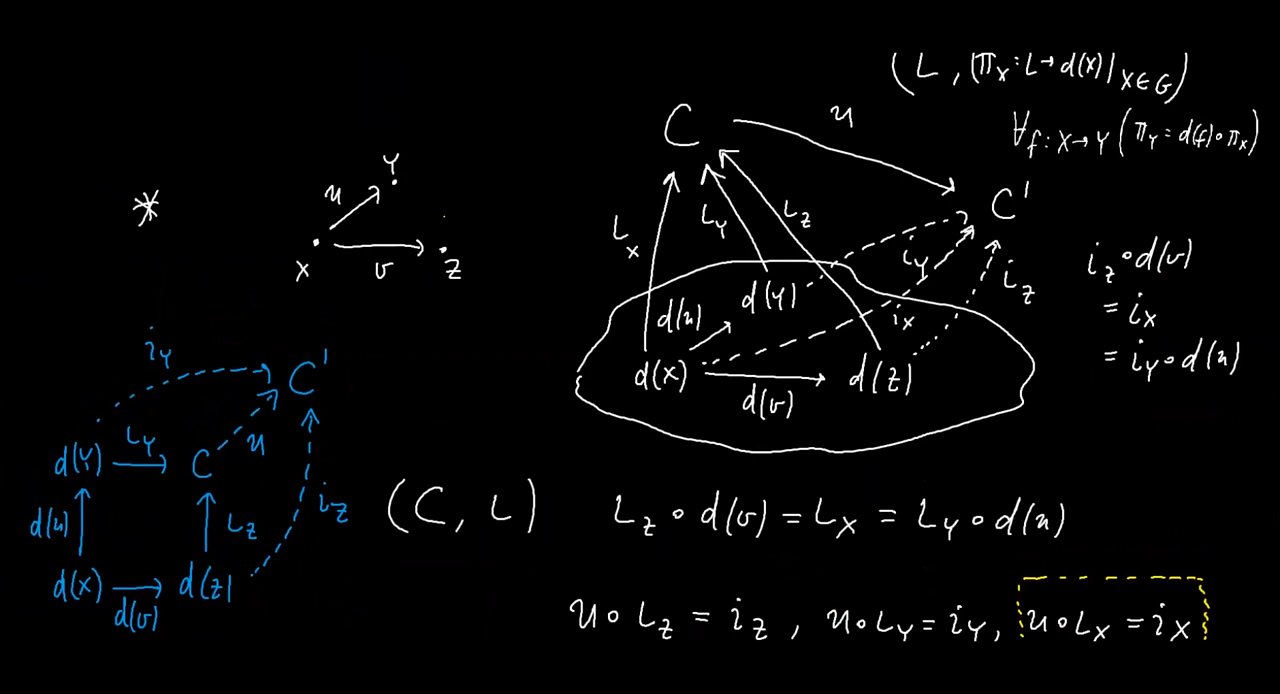 (L, (π_X : L → d(X))_{X∈G})
∀_{f : X→Y} (π_Y = d(f) ∘ π_X)
C u C'
*
Y
u
X v Z
L_X L_Y L_Z
i_Y i_X i_Z
d(u) d(Y)
d(X) d(v) d(Z)
i_Z ∘ d(v)
= i_X
= i_Y ∘ d(u)
i_Y
C'
d(Y) L_Y C u
d(u) L_Z i_Z
d(X) d(v) d(Z)
(C, L)
L_Z ∘ d(v) = L_X = L_Y ∘ d(u)
u ∘ L_Z = i_Z, u ∘ L_Y = i_Y, u ∘ L_X = i_X